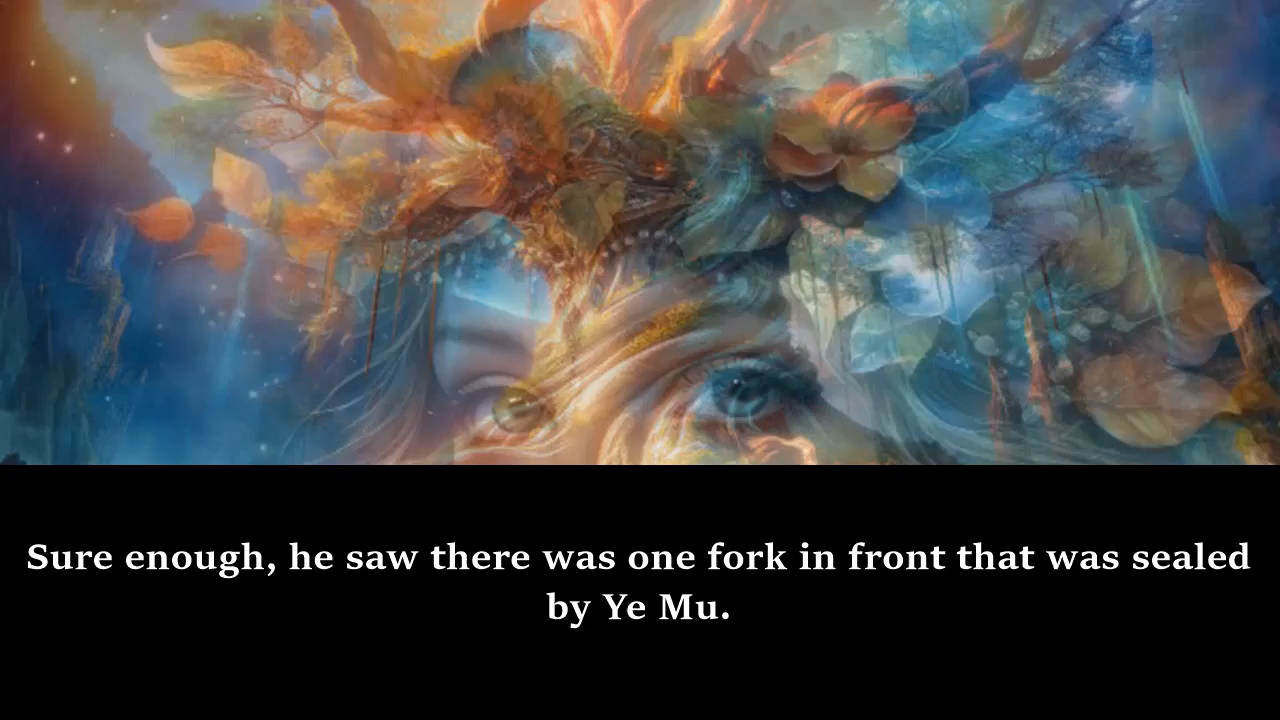 Sure enough, he saw there was one fork in front that was sealed
by Ye Mu.